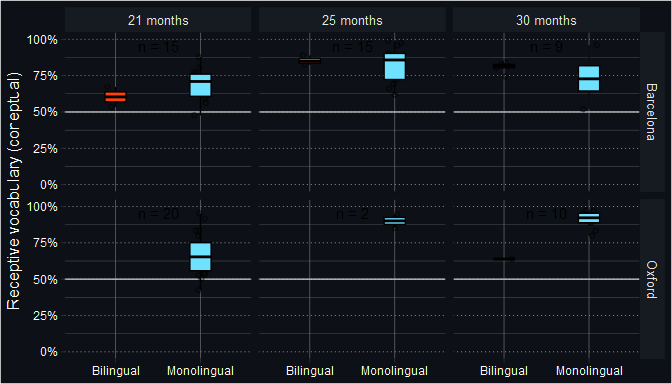 21 months
25 months
30 months
Receptive vocabulary (coreptual)
100%
75%
50%
25%
0%
n = 15
n = 15
n = 9
Barcelona
100%
75%
50%
25%
0%
n = 20
n = 2
n = 10
Oxford
Bilingual
Monolingual
Bilingual
Monolingual
Bilingual
Monolingual